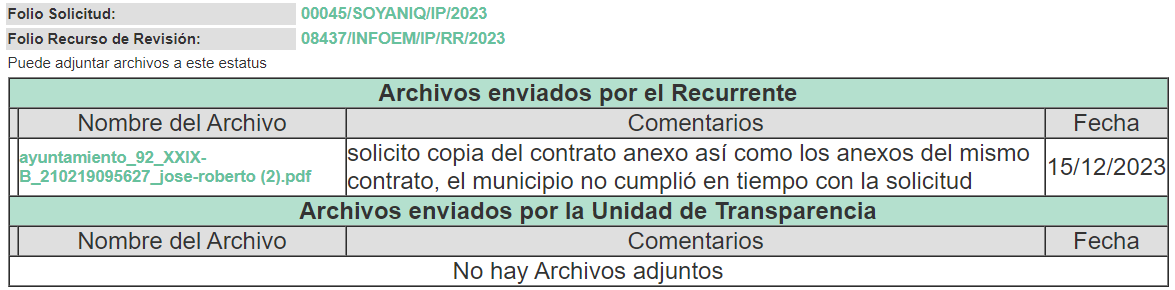 Folio Solicitud: 00045/SOYANIQ/IP/2023
Folio Recurso de Revisión: 08437/INFOEM/IP/RR/2023
Puede adjuntar archivos a este estatus
Archivos enviados por el Recurrente
Nombre del Archivo Comentarios Fecha
ayuntamiento_92_XXIX-
B_210219095627_jose-roberto (2).pdf
solicito copia del contrato anexo así como los anexos del mismo
contrato, el municipio no cumplió en tiempo con la solicitud
15/12/2023
Archivos enviados por la Unidad de Transparencia
Nombre del Archivo Comentarios Fecha
No hay Archivos adjuntos